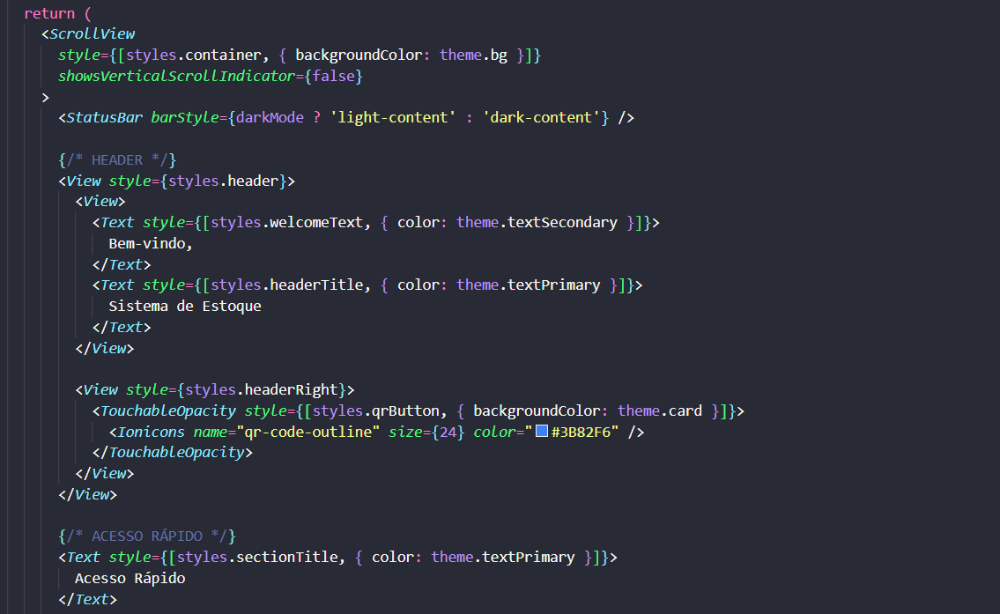 return (
<ScrollView
style={[styles.container, { backgroundColor: theme.bg }]}
showsVerticalScrollIndicator={false}
>
<StatusBar barStyle={darkMode ? 'light-content' : 'dark-content'} />
{/* HEADER */}
<View style={styles.header}>
<View>
<Text style={[styles.welcomeText, { color: theme.textSecondary }]}>
Bem-vindo,
</Text>
<Text style={[styles.headerTitle, { color: theme.textPrimary }]}>
Sistema de Estoque
</Text>
</View>
<View style={styles.headerRight}>
<TouchableOpacity style={[styles.qrButton, { backgroundColor: theme.card }]}>
<Ionicons name="qr-code-outline" size={24} color="#3B82F6" />
</TouchableOpacity>
</View>
</View>
{/* ACESSO RÁPIDO */}
<Text style={[styles.sectionTitle, { color: theme.textPrimary }]}>
Acesso Rápido
</Text>